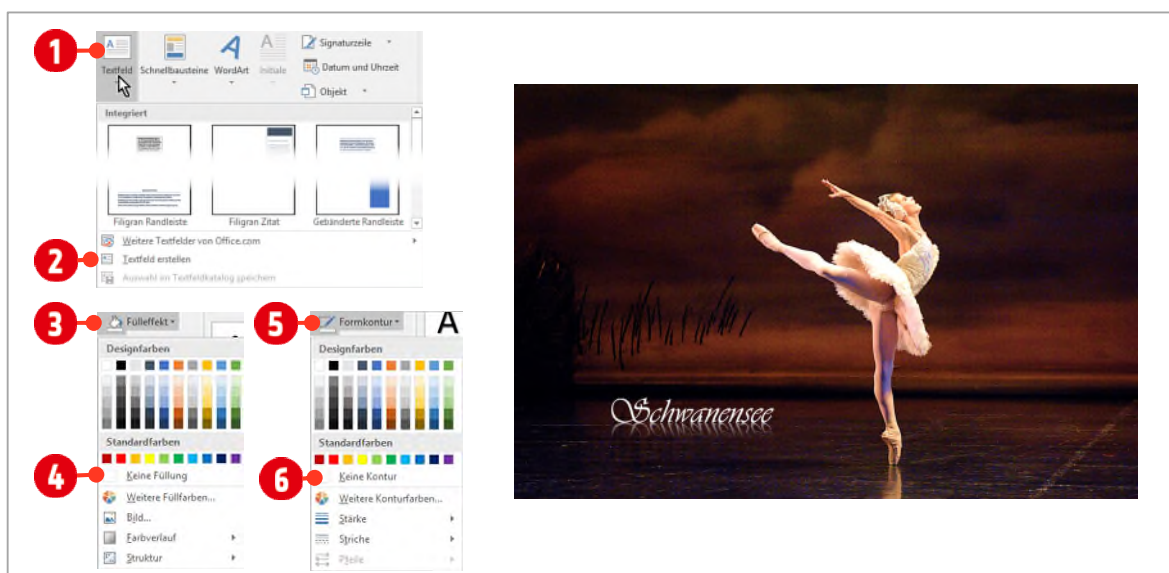 1
Textfeld
Schnellbausteine
WordArt
Initiale
Signaturzeile
Datum und Uhrzeit
Objekt
Integriert
Filigran Randleiste
Filigran Zitat
Gebänderte Randleiste
Weitere Textfelder von Office.com
2
Textfeld erstellen
Auswahl im Textfeldkatalog speichern
3
Fülleffekt
Designfarben
Standardfarben
4
Keine Füllung
Weitere Füllfarben...
Bild...
Farbverlauf
Struktur
5
Formkontur
A
Designfarben
Standardfarben
6
Keine Kontur
Weitere Konturfarben...
Stärke
Striche
Pfeile
Schwanensee